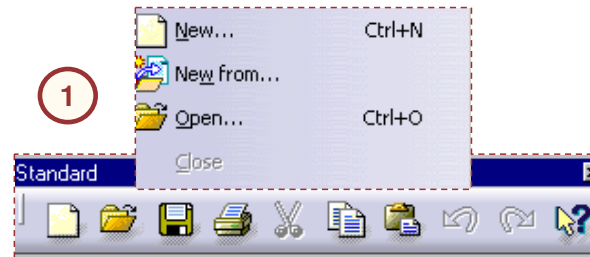 New... Ctrl+N
New from...
1
Open... Ctrl+O
Close
Standard